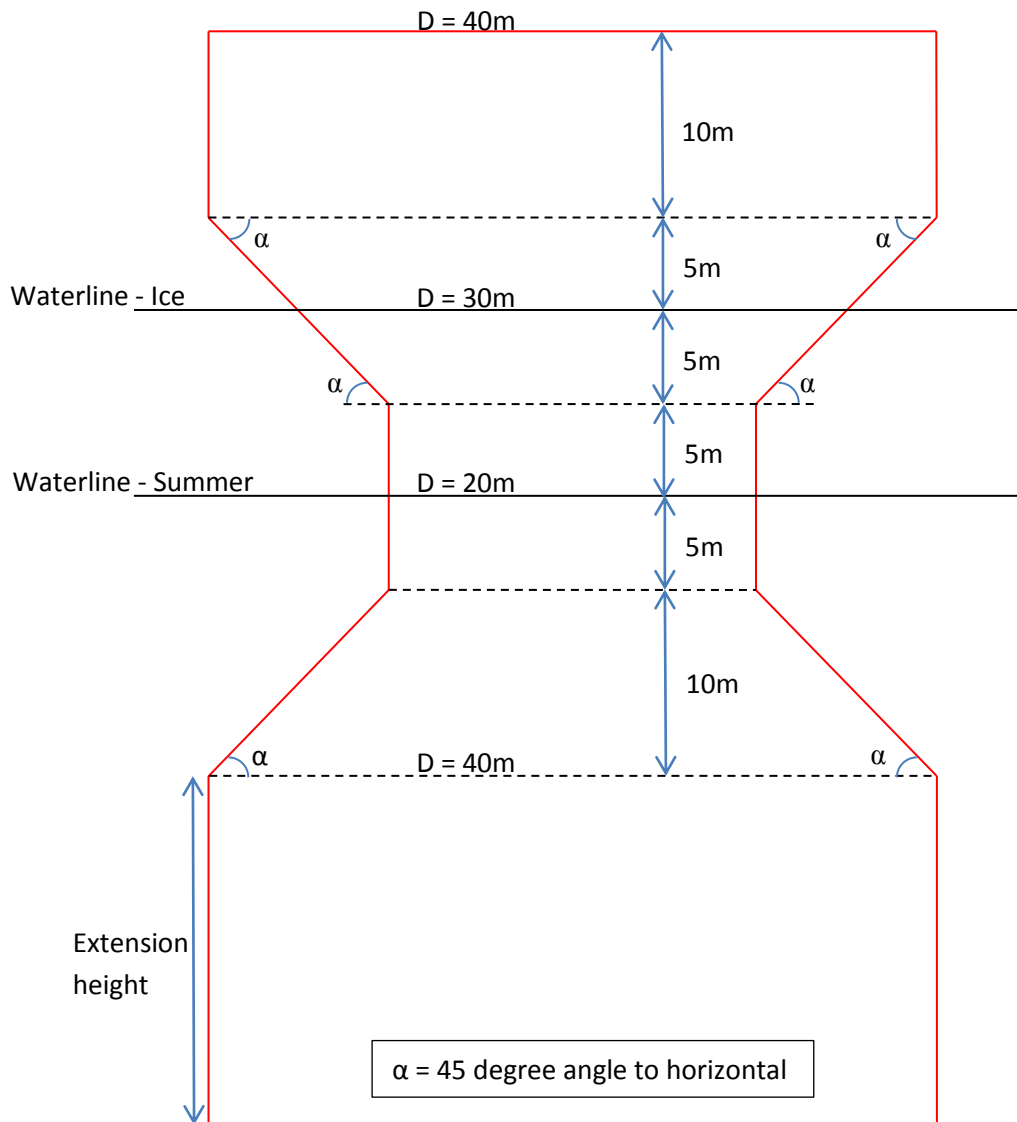 D = 40m
10m
α α
5m
Waterline - Ice D = 30m
5m
α α
5m
Waterline - Summer D = 20m
5m
10m
α α
D = 40m
Extension
height
α = 45 degree angle to horizontal